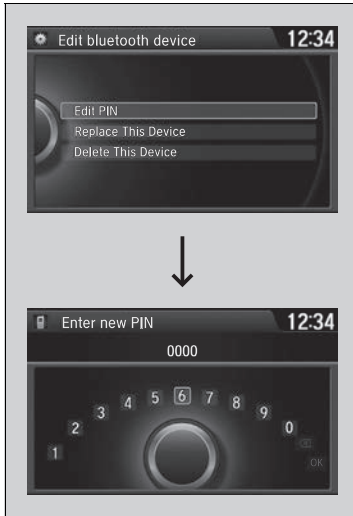 Edit bluetooth device 12:34
Edit PIN
Replace This Device
Delete This Device
Enter new PIN 12:34
0000
1 2 3 4 5 6 7 8 9 0
OK